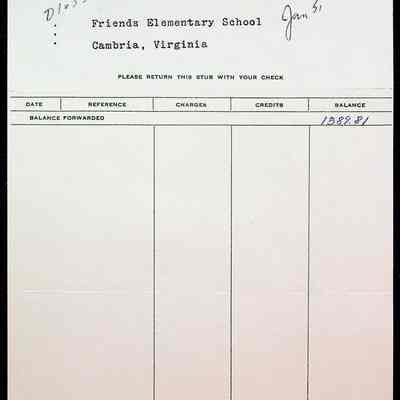 Friends Elementary School
Jan 31
Cambria, Virginia
PLEASE RETURN THIS STUB WITH YOUR CHECK
DATE REFERENCE CHARGES CREDITS BALANCE
BALANCE FORWARDED 1389.81